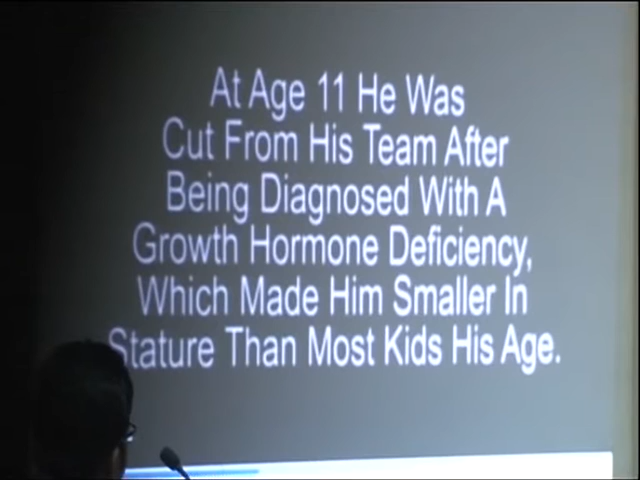 At Age 11 He Was
Cut From His Team After
Being Diagnosed With A
Growth Hormone Deficiency,
Which Made Him Smaller In
Stature Than Most Kids His Age.